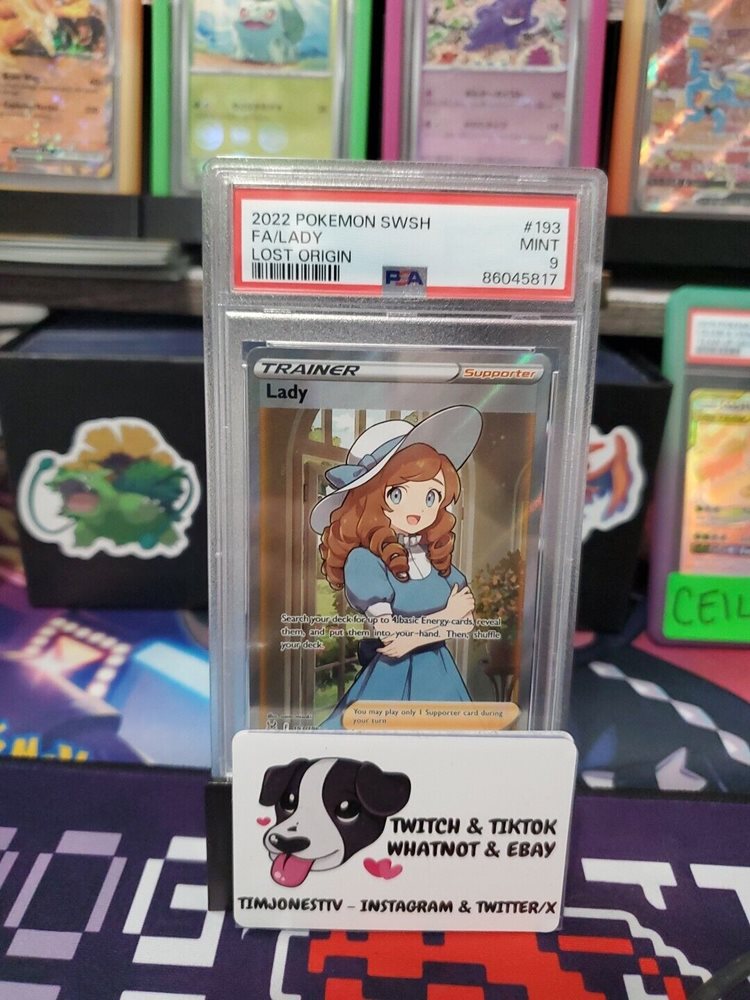 2022 POKEMON SWSH #193
FA/LADY MINT
LOST ORIGIN 9
PSA 86045817
TRAINER Supporter
Lady
Search your deck for up to 4 basic Energy cards, reveal
them, and put them into your hand. Then, shuffle
your deck.
You may play only 1 Supporter card during
your turn.
CEIL
TWITCH & TIKTOK
WHATNOT & EBAY
TIMJONESTTV – INSTAGRAM & TWITTER/X